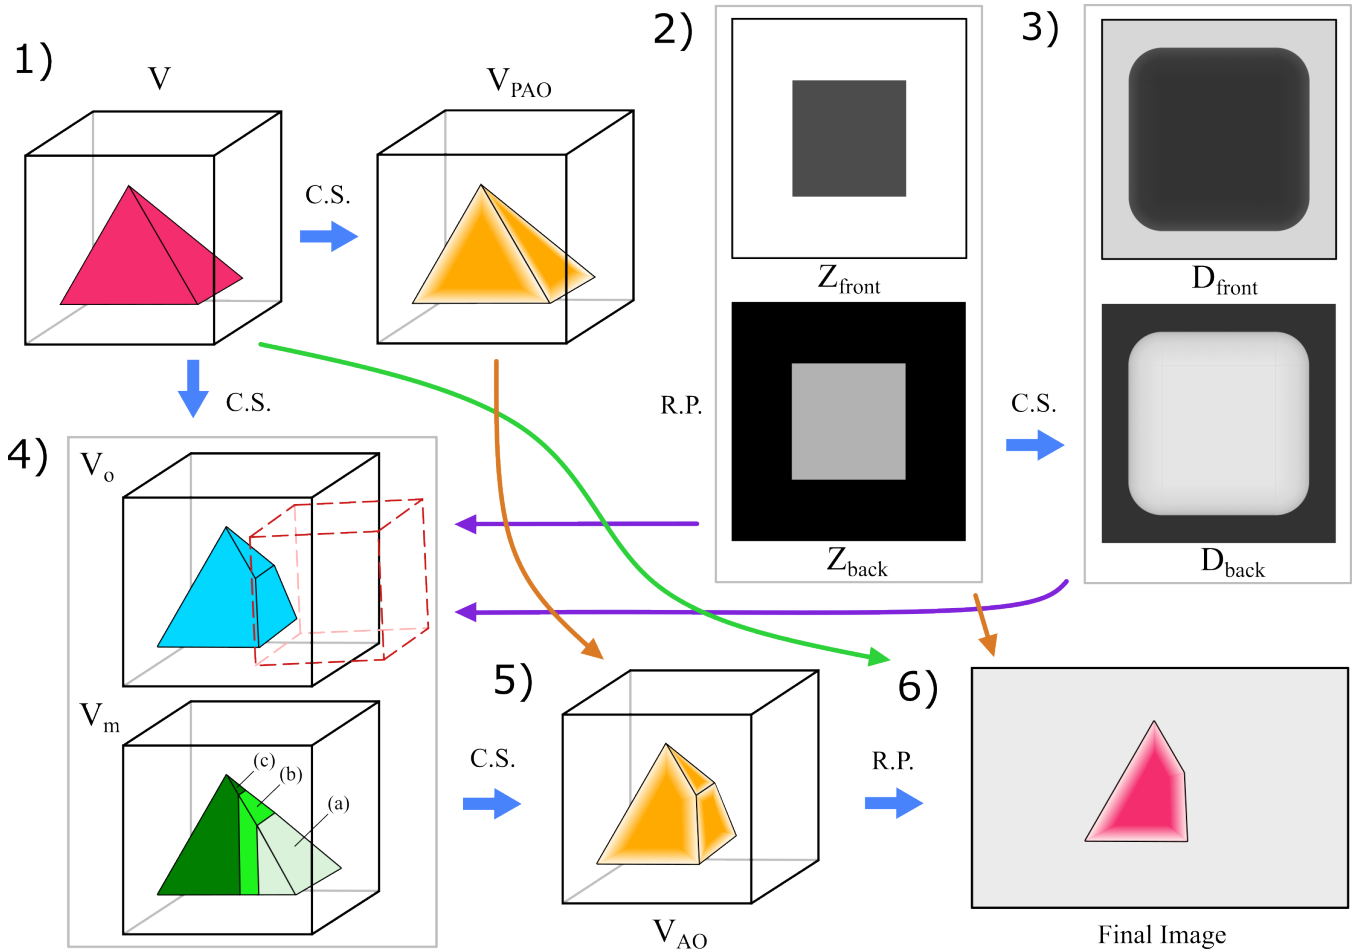 1)
V
C.S.
V_PAO
2)
Z_front
Z_back
R.P.
3)
D_front
D_back
C.S.
C.S.
4)
V_o
V_m
(c)
(b)
(a)
C.S.
5)
V_AO
R.P.
6)
Final Image